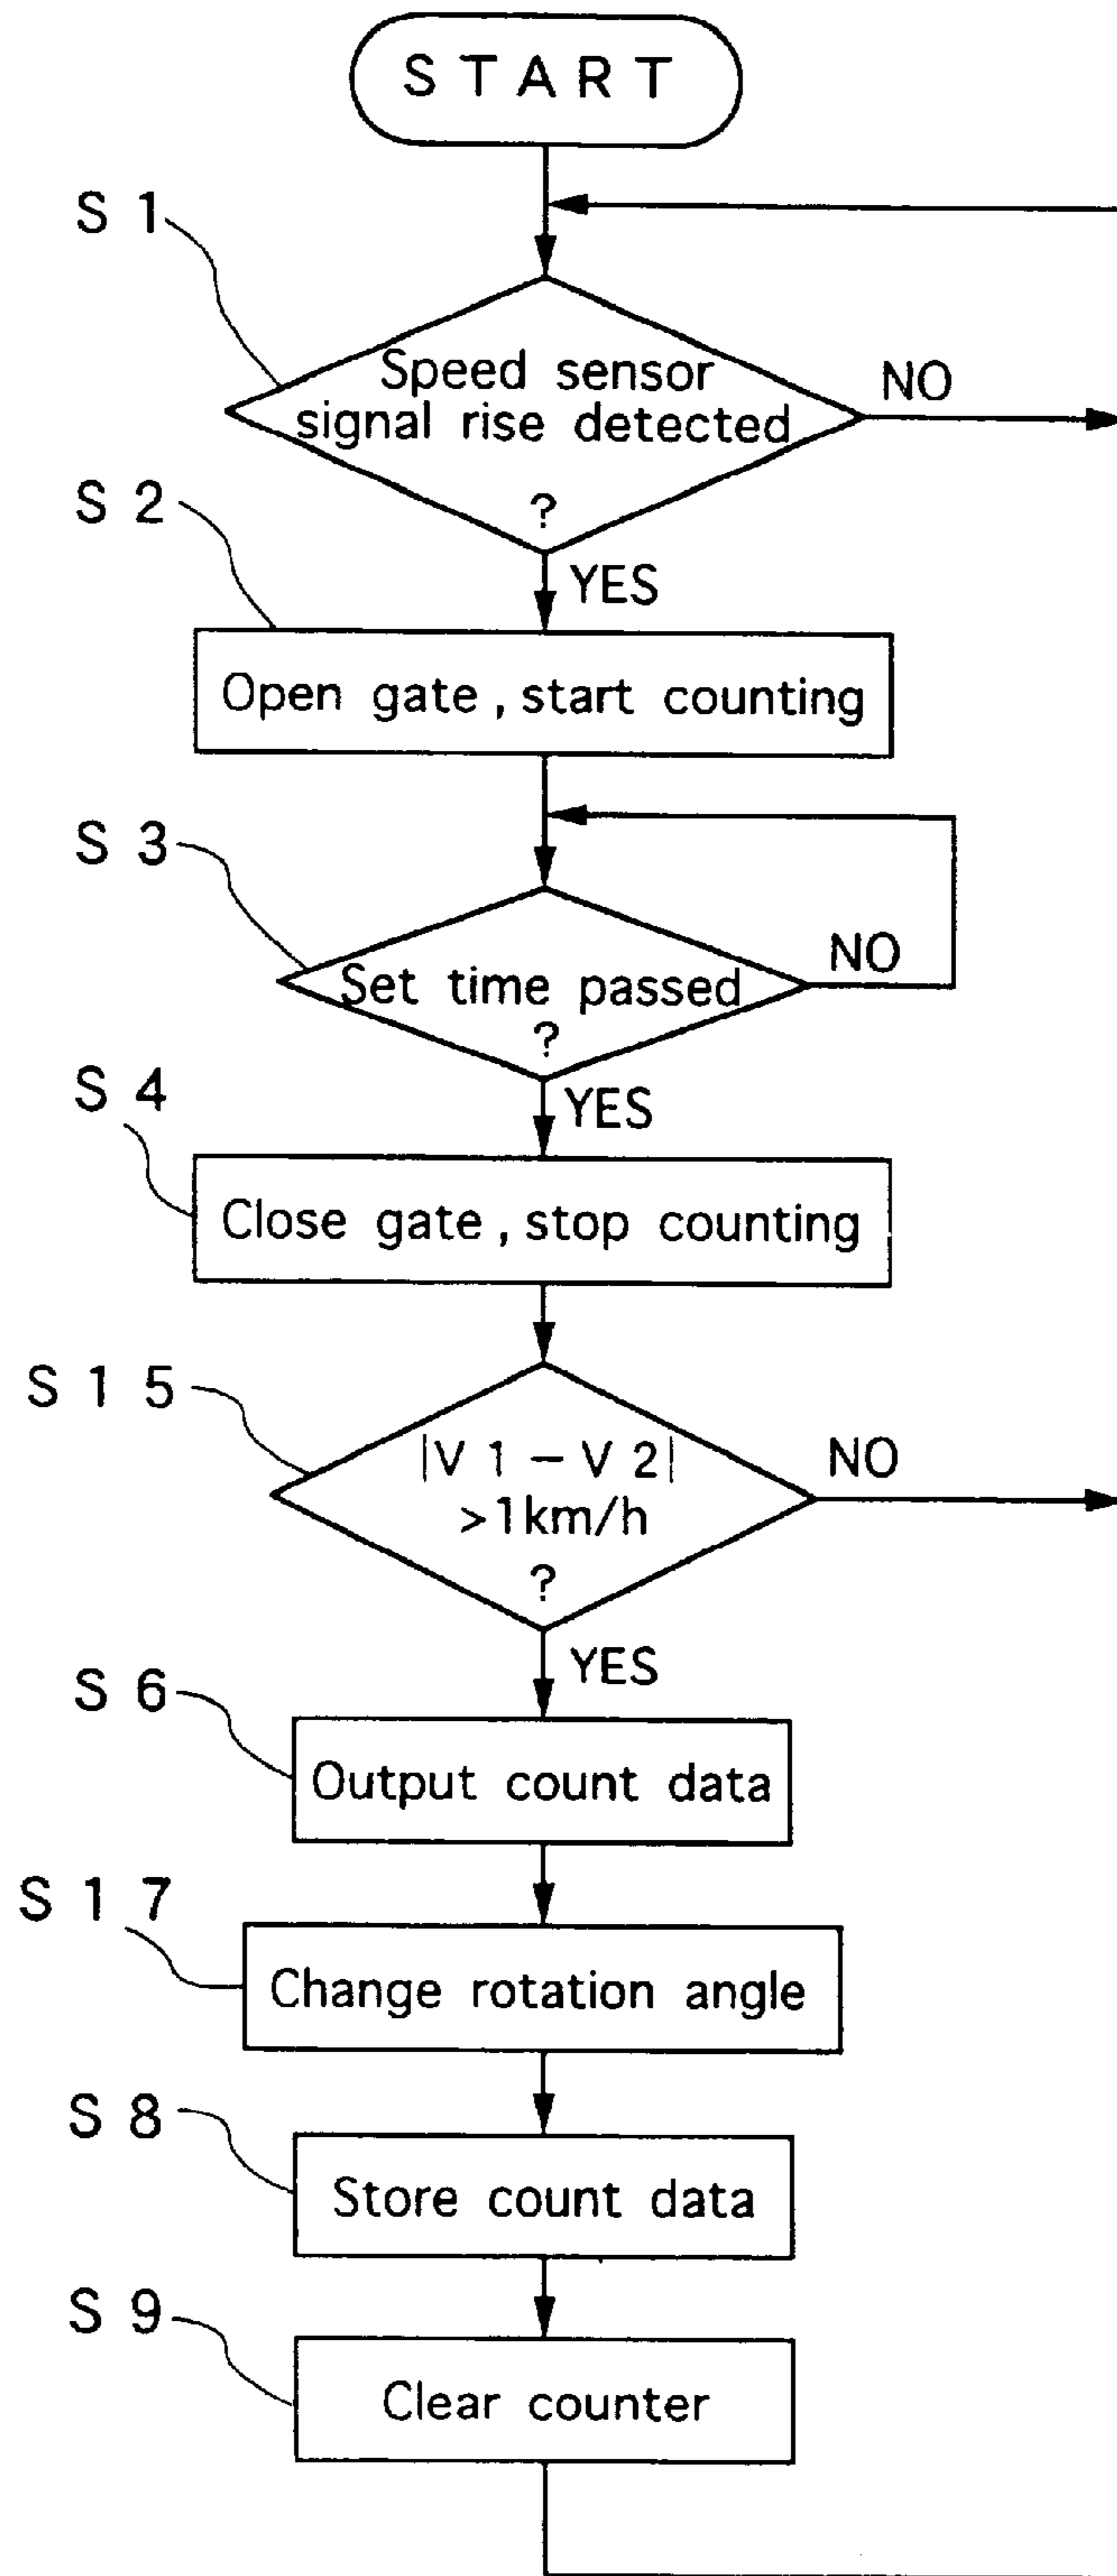 START
S 1
Speed sensor
signal rise detected
?
NO
YES
S 2
Open gate, start counting
S 3
Set time passed
?
NO
YES
S 4
Close gate, stop counting
S 1 5
|V 1 – V 2|
>1km/h
?
NO
YES
S 6
Output count data
S 1 7
Change rotation angle
S 8
Store count data
S 9
Clear counter